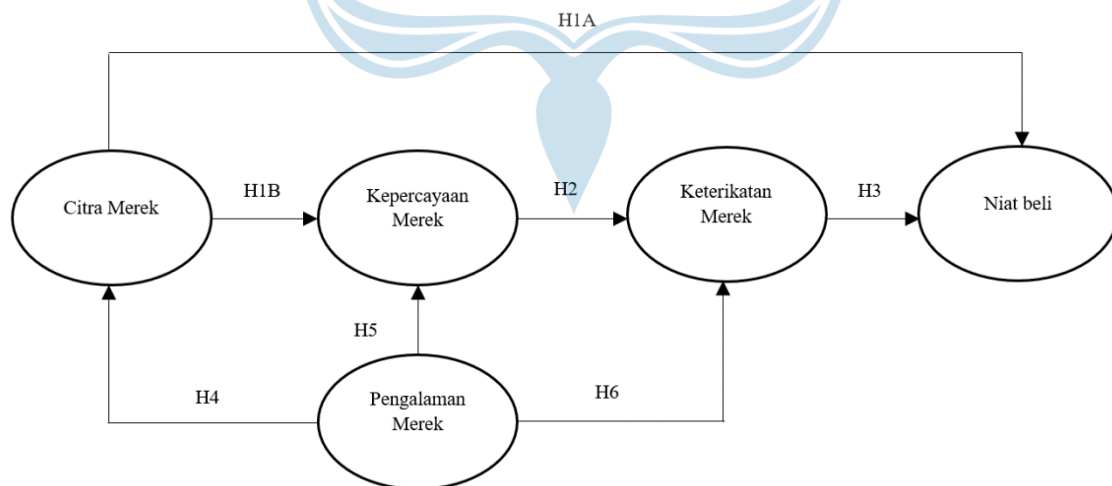 H1A
Citra Merek
H1B
Kepercayaan
Merek
H2
Keterikatan
Merek
H3
Niat beli
H5
H4
Pengalaman
Merek
H6